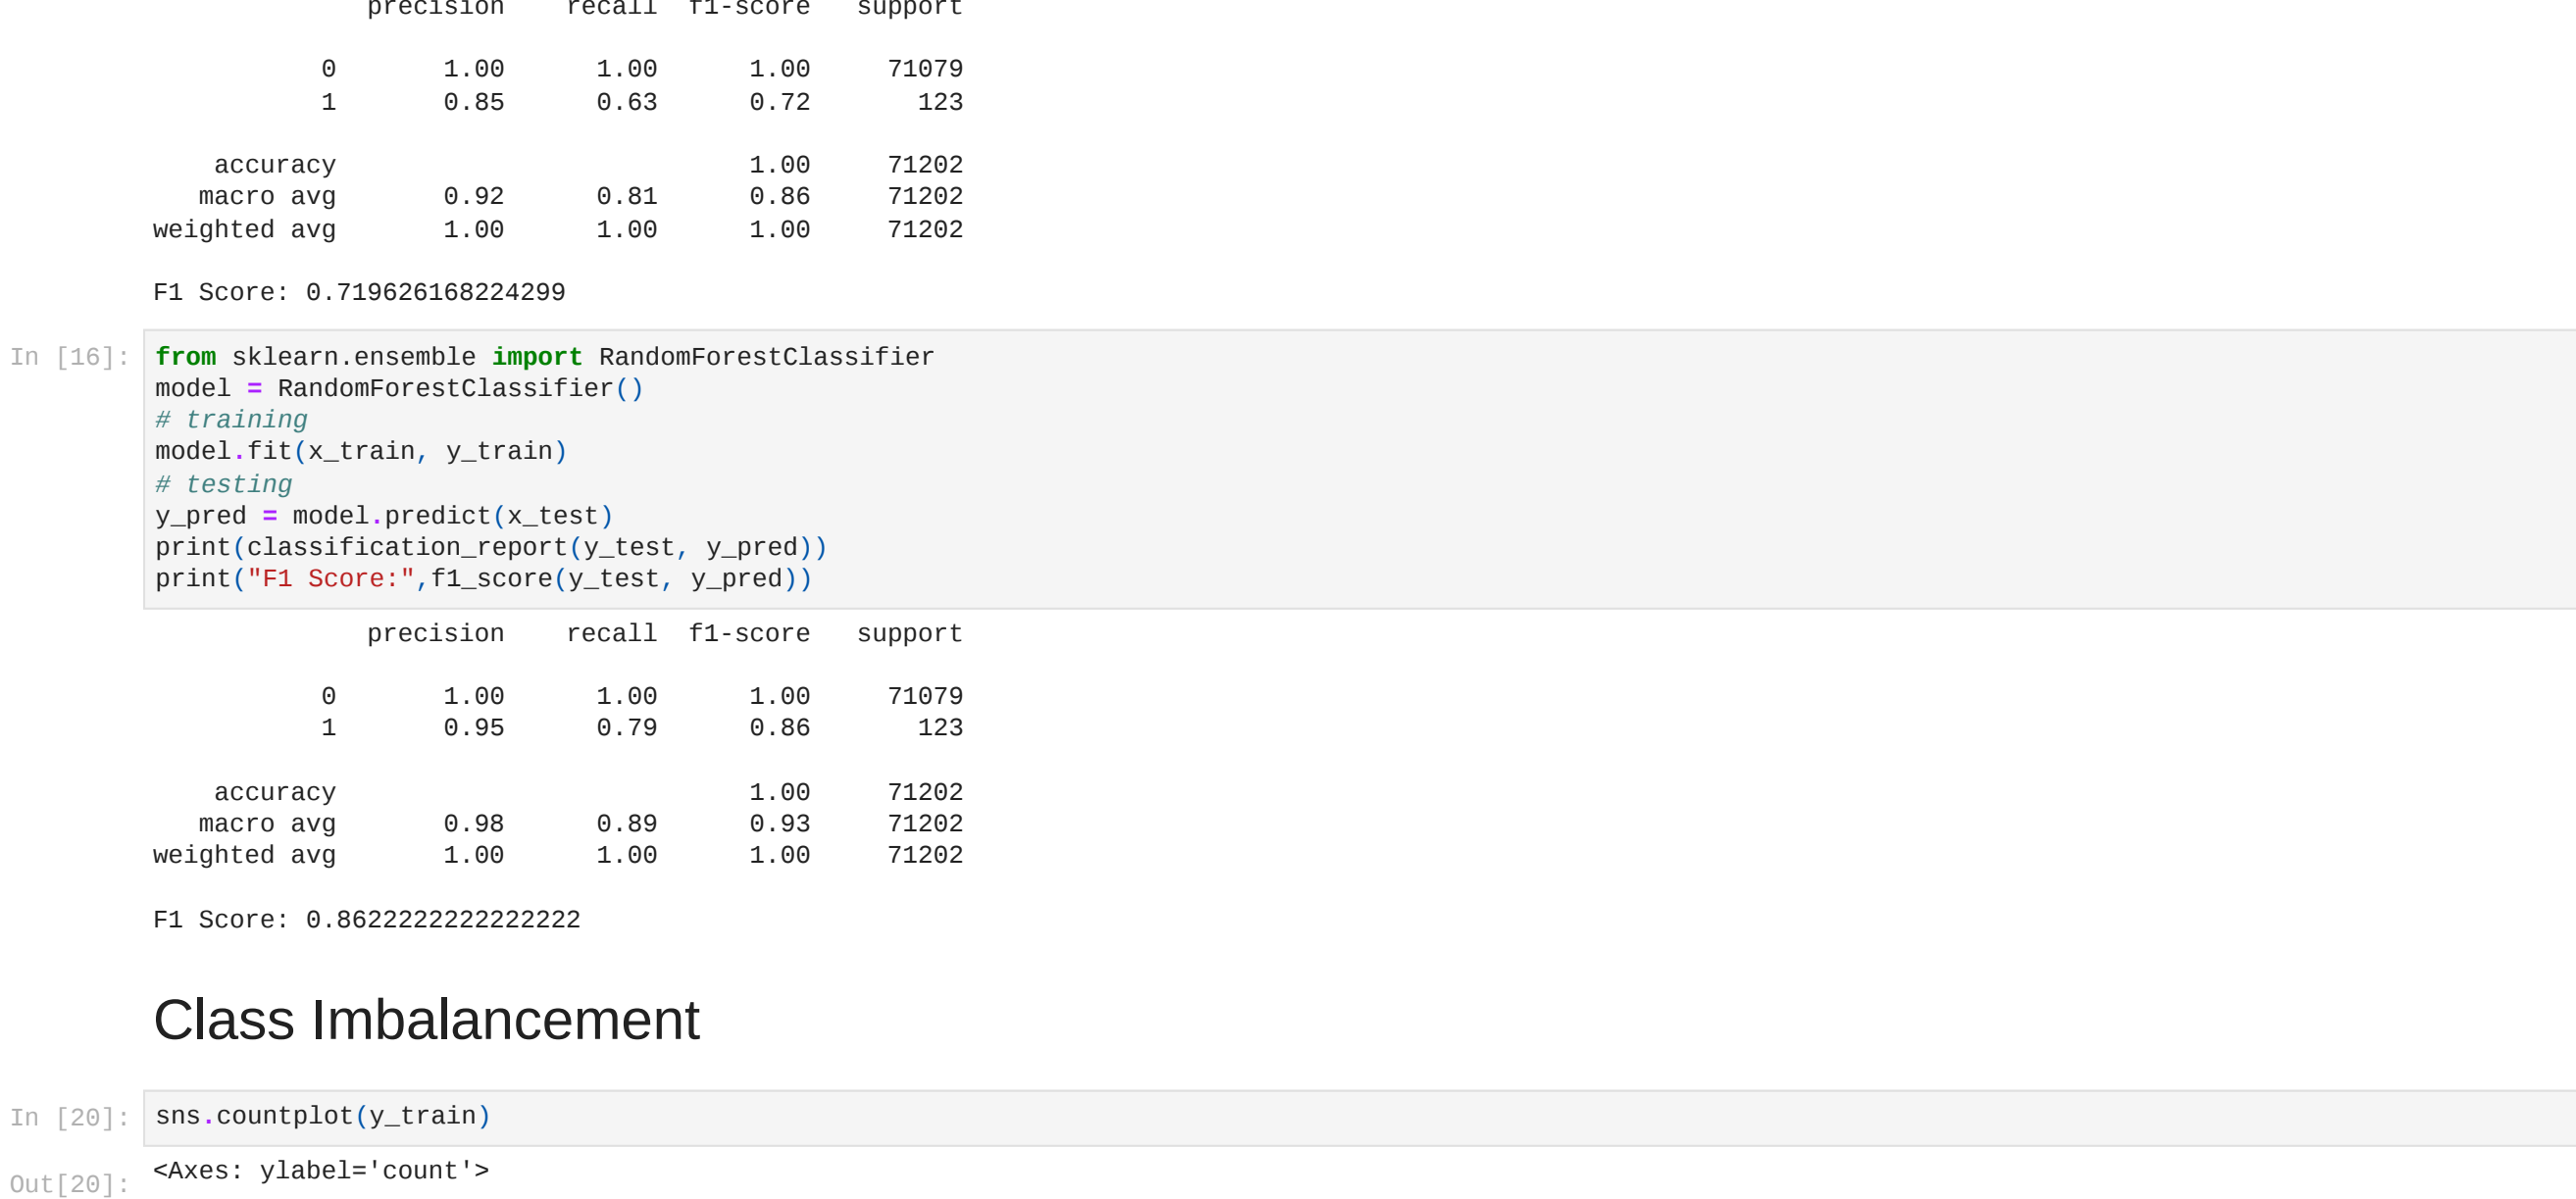 precision recall f1-score support
0 1.00 1.00 1.00 71079
1 0.85 0.63 0.72 123
accuracy 1.00 71202
macro avg 0.92 0.81 0.86 71202
weighted avg 1.00 1.00 1.00 71202
F1 Score: 0.719626168224299
In [16]: from sklearn.ensemble import RandomForestClassifier
model = RandomForestClassifier()
# training
model.fit(x_train, y_train)
# testing
y_pred = model.predict(x_test)
print(classification_report(y_test, y_pred))
print("F1 Score:",f1_score(y_test, y_pred))
precision recall f1-score support
0 1.00 1.00 1.00 71079
1 0.95 0.79 0.86 123
accuracy 1.00 71202
macro avg 0.98 0.89 0.93 71202
weighted avg 1.00 1.00 1.00 71202
F1 Score: 0.8622222222222222
Class Imbalancement
In [20]: sns.countplot(y_train)
<Axes: ylabel='count'>
Out[20]: